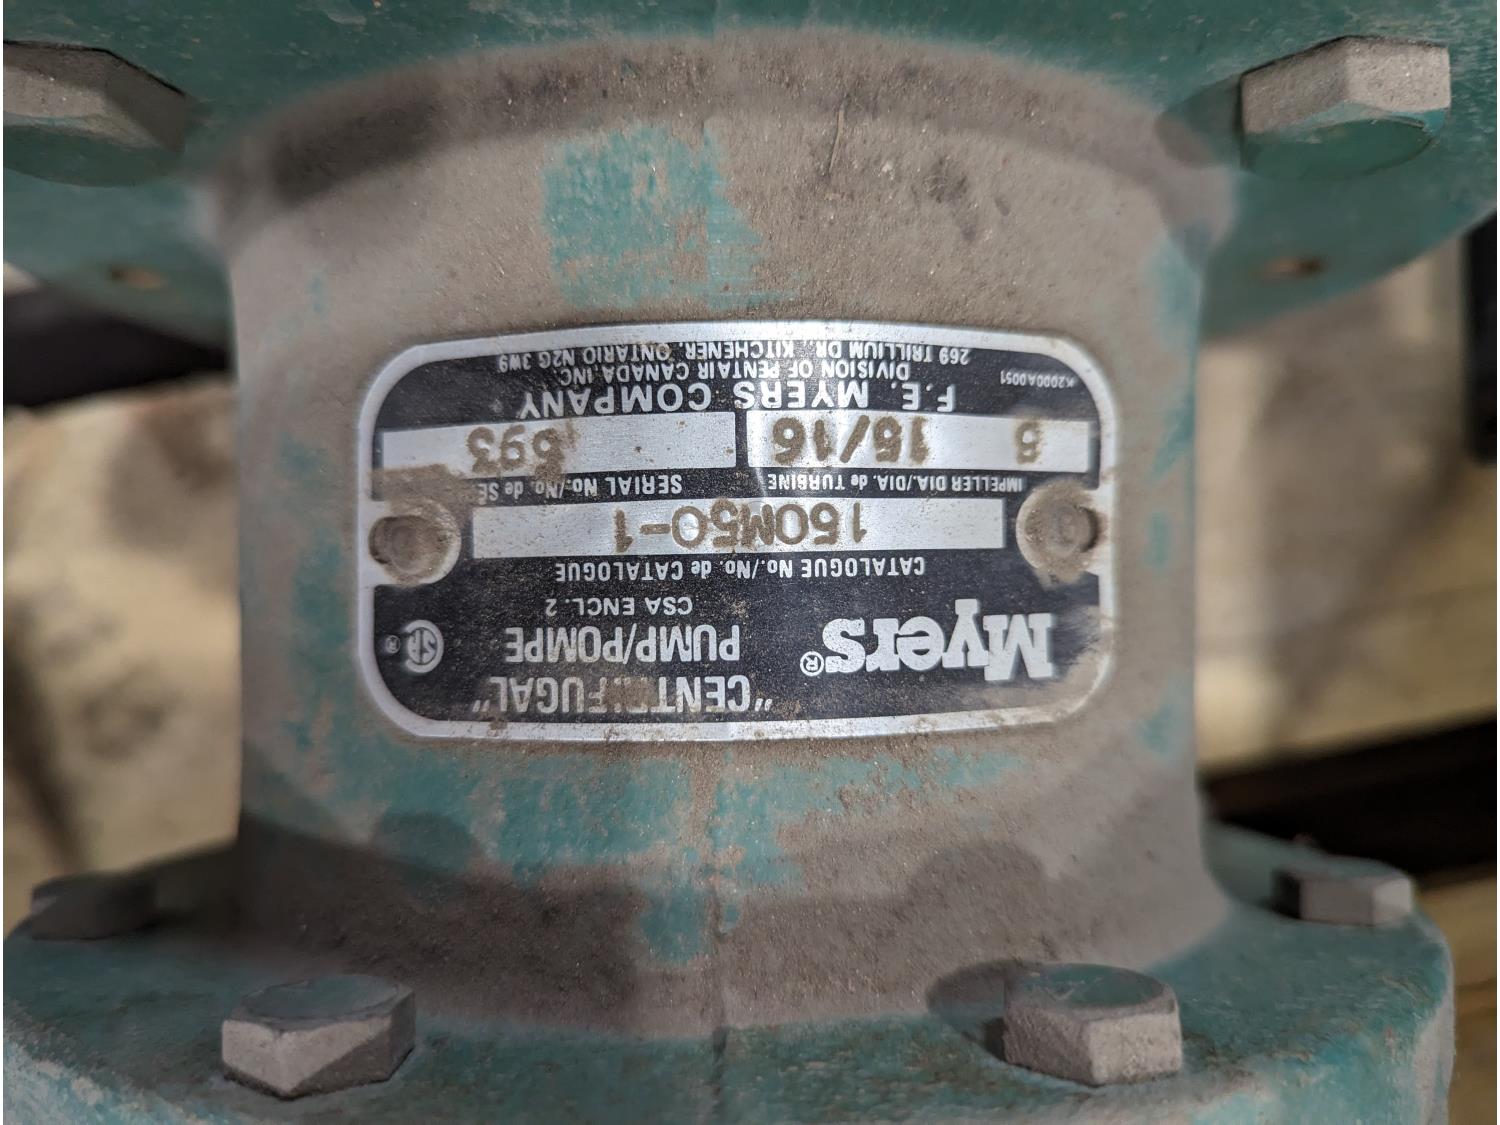 "CENTRIFUGAL"
Myers® PUMP/POMPE
CSA ENCL. 2
CATALOGUE No./No. de CATALOGUE
150M50-1
IMPELLER DIA./DIA. de TURBINE SERIAL No./No. de SE
5 15/16 593
F.E. MYERS COMPANY
K2000A0051 DIVISION OF PENTAIR CANADA INC.
269 TRILLIUM DR., KITCHENER, ONTARIO N2G 3W9